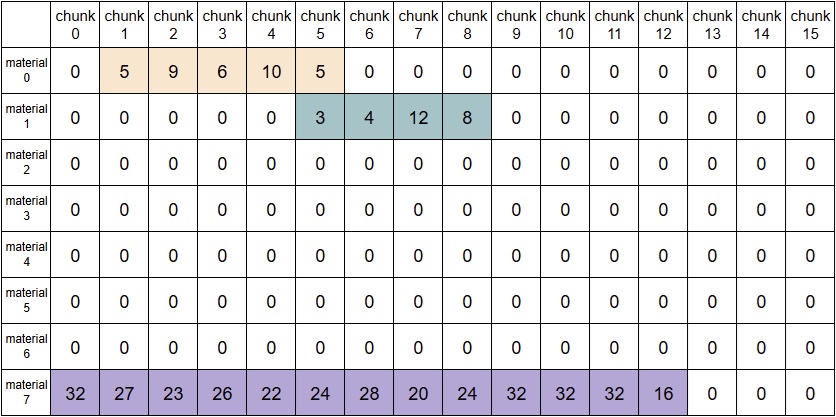 chunk 0 chunk 1 chunk 2 chunk 3 chunk 4 chunk 5 chunk 6 chunk 7 chunk 8 chunk 9 chunk 10 chunk 11 chunk 12 chunk 13 chunk 14 chunk 15
material 0 0 5 9 6 10 5 0 0 0 0 0 0 0 0 0 0
material 1 0 0 0 0 0 3 4 12 8 0 0 0 0 0 0 0
material 2 0 0 0 0 0 0 0 0 0 0 0 0 0 0 0 0
material 3 0 0 0 0 0 0 0 0 0 0 0 0 0 0 0 0
material 4 0 0 0 0 0 0 0 0 0 0 0 0 0 0 0 0
material 5 0 0 0 0 0 0 0 0 0 0 0 0 0 0 0 0
material 6 0 0 0 0 0 0 0 0 0 0 0 0 0 0 0 0
material 7 32 27 23 26 22 24 28 20 24 32 32 32 16 0 0 0